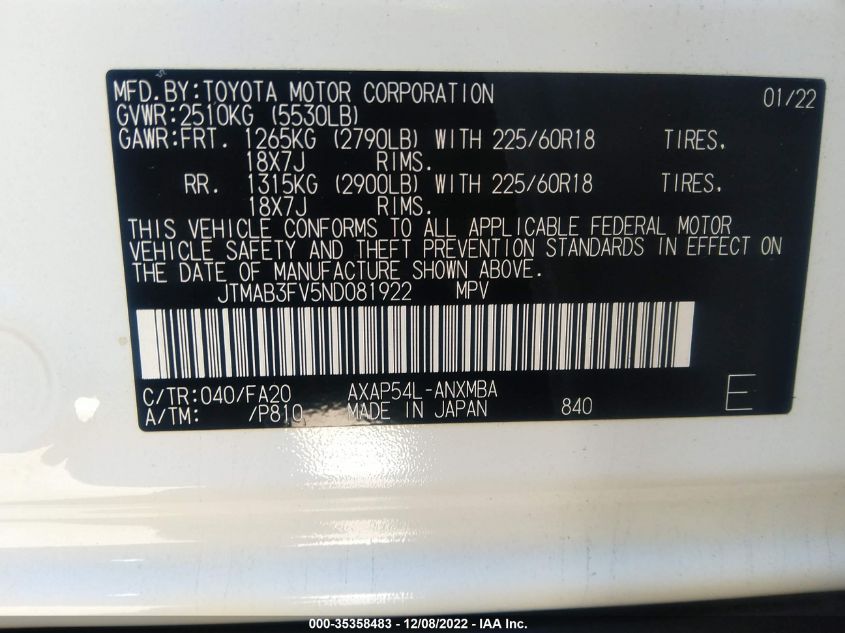 MFD.BY:TOYOTA MOTOR CORPORATION 01/22
GVWR:2510KG (5530LB)
GAWR:FRT. 1265KG (2790LB) WITH 225/60R18 TIRES,
18X7J RIMS.
RR. 1315KG (2900LB) WITH 225/60R18 TIRES,
18X7J RIMS.
THIS VEHICLE CONFORMS TO ALL APPLICABLE FEDERAL MOTOR
VEHICLE SAFETY AND THEFT PREVENTION STANDARDS IN EFFECT ON
THE DATE OF MANUFACTURE SHOWN ABOVE.
JTMAB3FV5ND081922 MPV
C/TR:040/FA20 AXAP54L-ANXMBA E
A/TM: /P810 MADE IN JAPAN 840
000-35358483 - 12/08/2022 - IAA Inc.